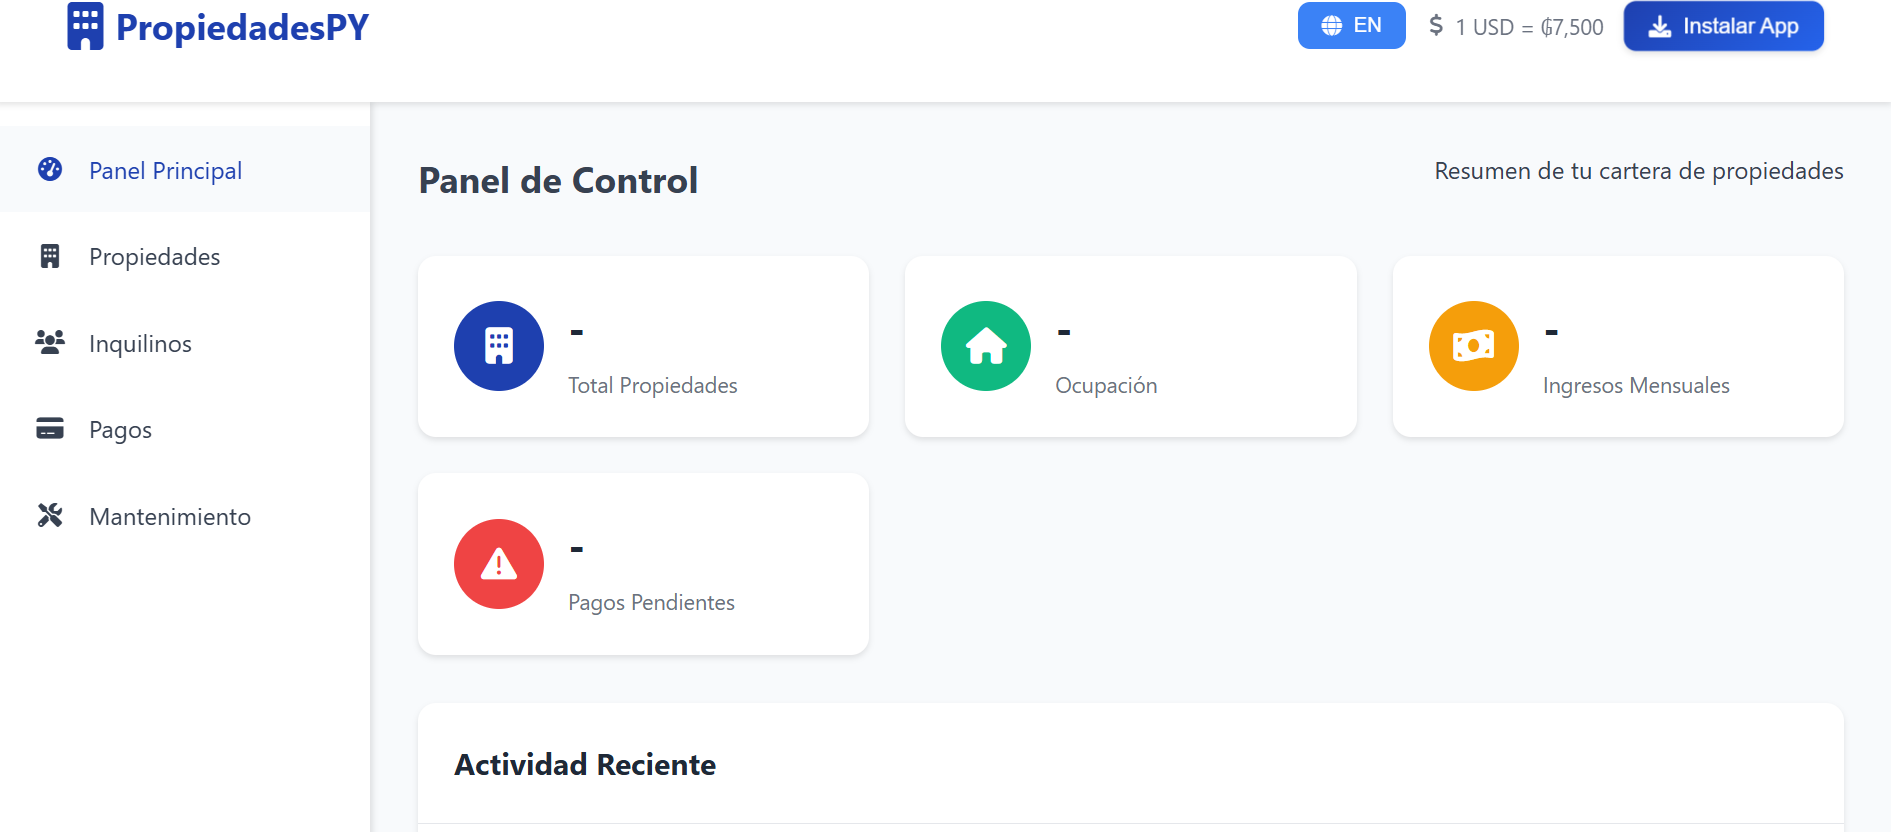 PropiedadesPY
EN
1 USD = ₲7,500
Instalar App
Panel Principal
Propiedades
Inquilinos
Pagos
Mantenimiento
Panel de Control
Resumen de tu cartera de propiedades
-
Total Propiedades
-
Ocupación
-
Ingresos Mensuales
-
Pagos Pendientes
Actividad Reciente